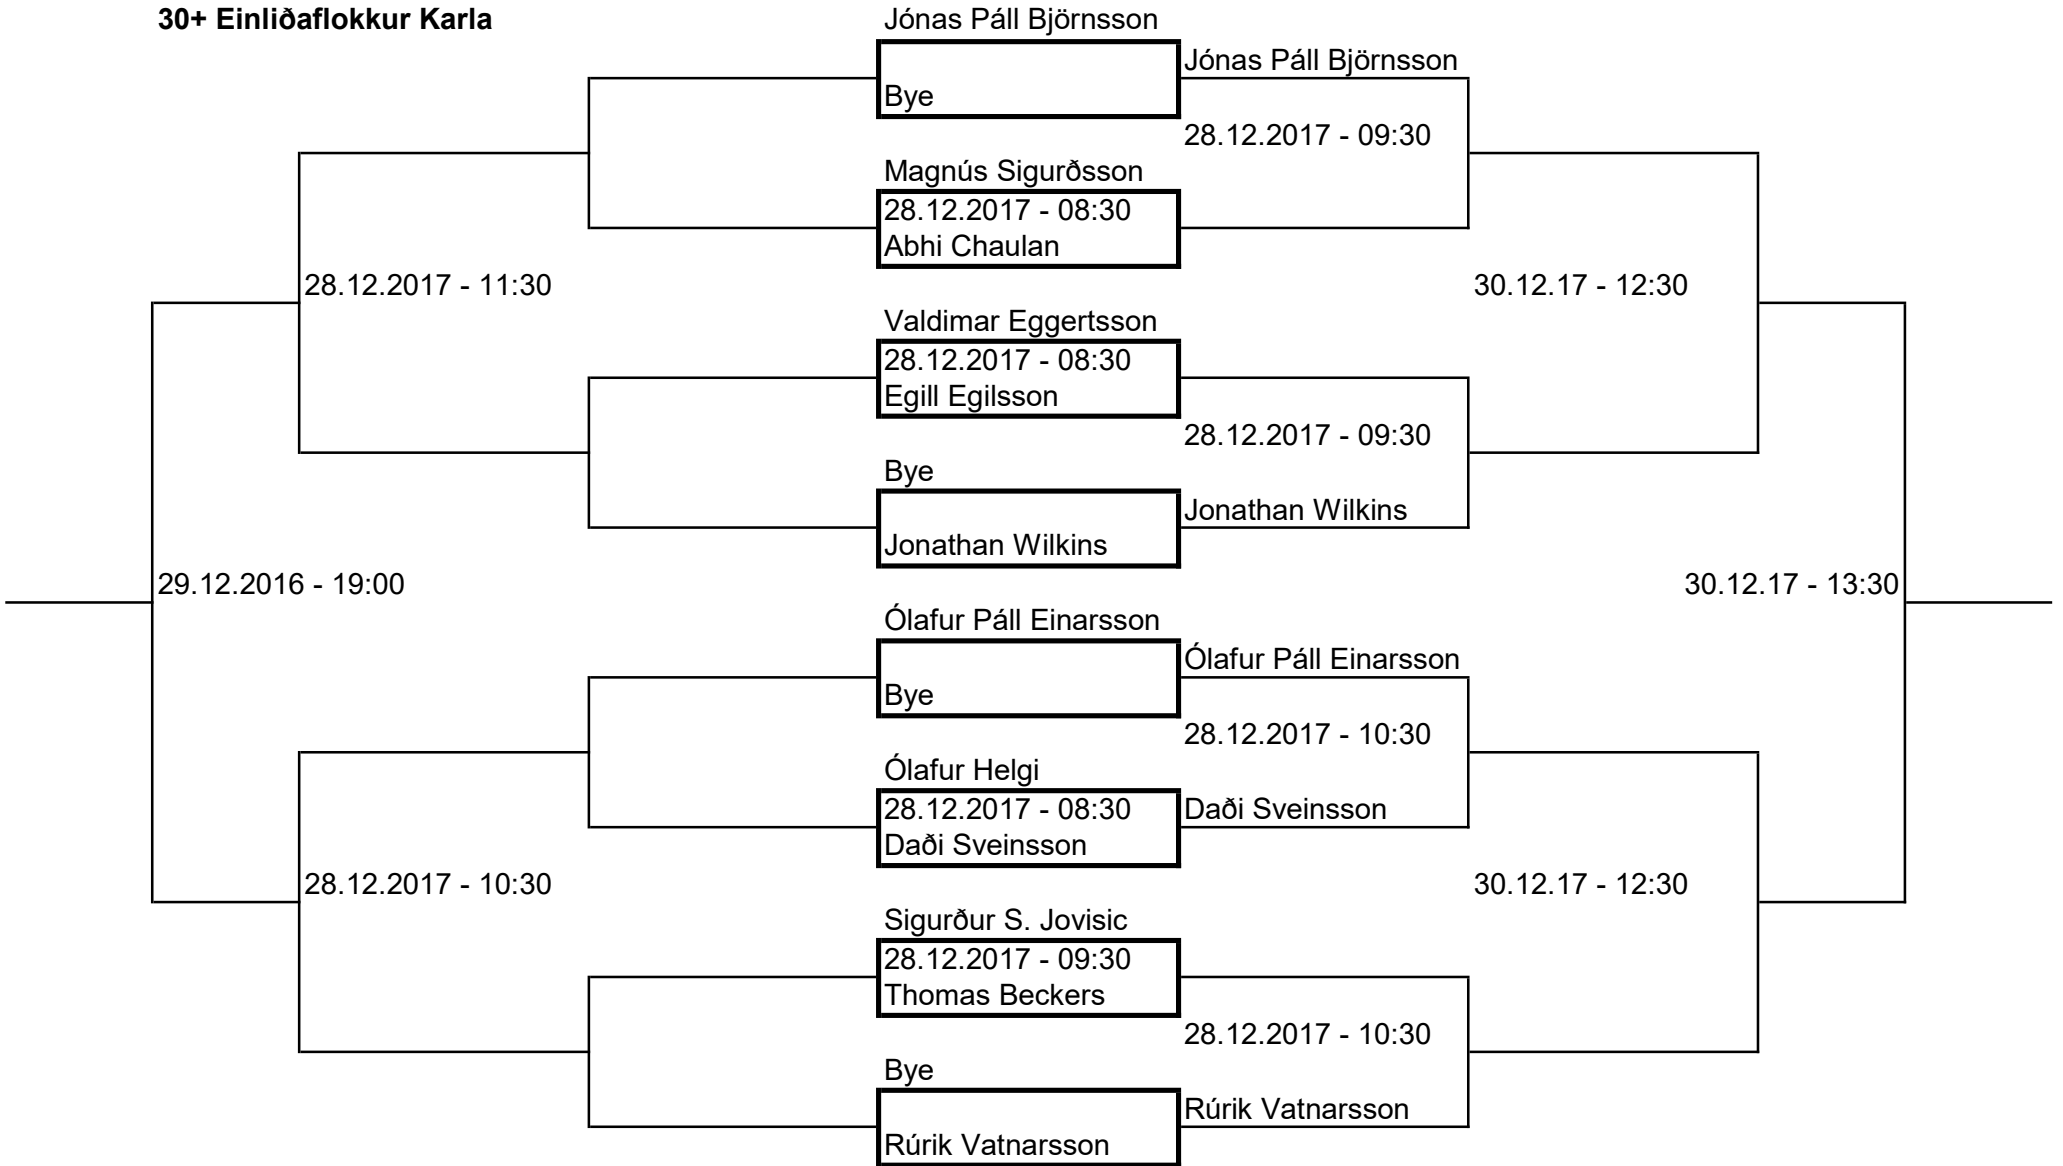 30+ Einliðaflokkur Karla
Jónas Páll Björnsson
Jónas Páll Björnsson
Bye
28.12.2017 - 09:30
Magnús Sigurðsson
28.12.2017 - 08:30
Abhi Chaulan
28.12.2017 - 11:30
30.12.17 - 12:30
Valdimar Eggertsson
28.12.2017 - 08:30
Egill Egilsson
28.12.2017 - 09:30
Bye
Jonathan Wilkins
Jonathan Wilkins
29.12.2016 - 19:00
30.12.17 - 13:30
Ólafur Páll Einarsson
Ólafur Páll Einarsson
Bye
28.12.2017 - 10:30
Ólafur Helgi
28.12.2017 - 08:30
Daði Sveinsson
Daði Sveinsson
28.12.2017 - 10:30
30.12.17 - 12:30
Sigurður S. Jovisic
28.12.2017 - 09:30
Thomas Beckers
28.12.2017 - 10:30
Bye
Rúrik Vatnarsson
Rúrik Vatnarsson